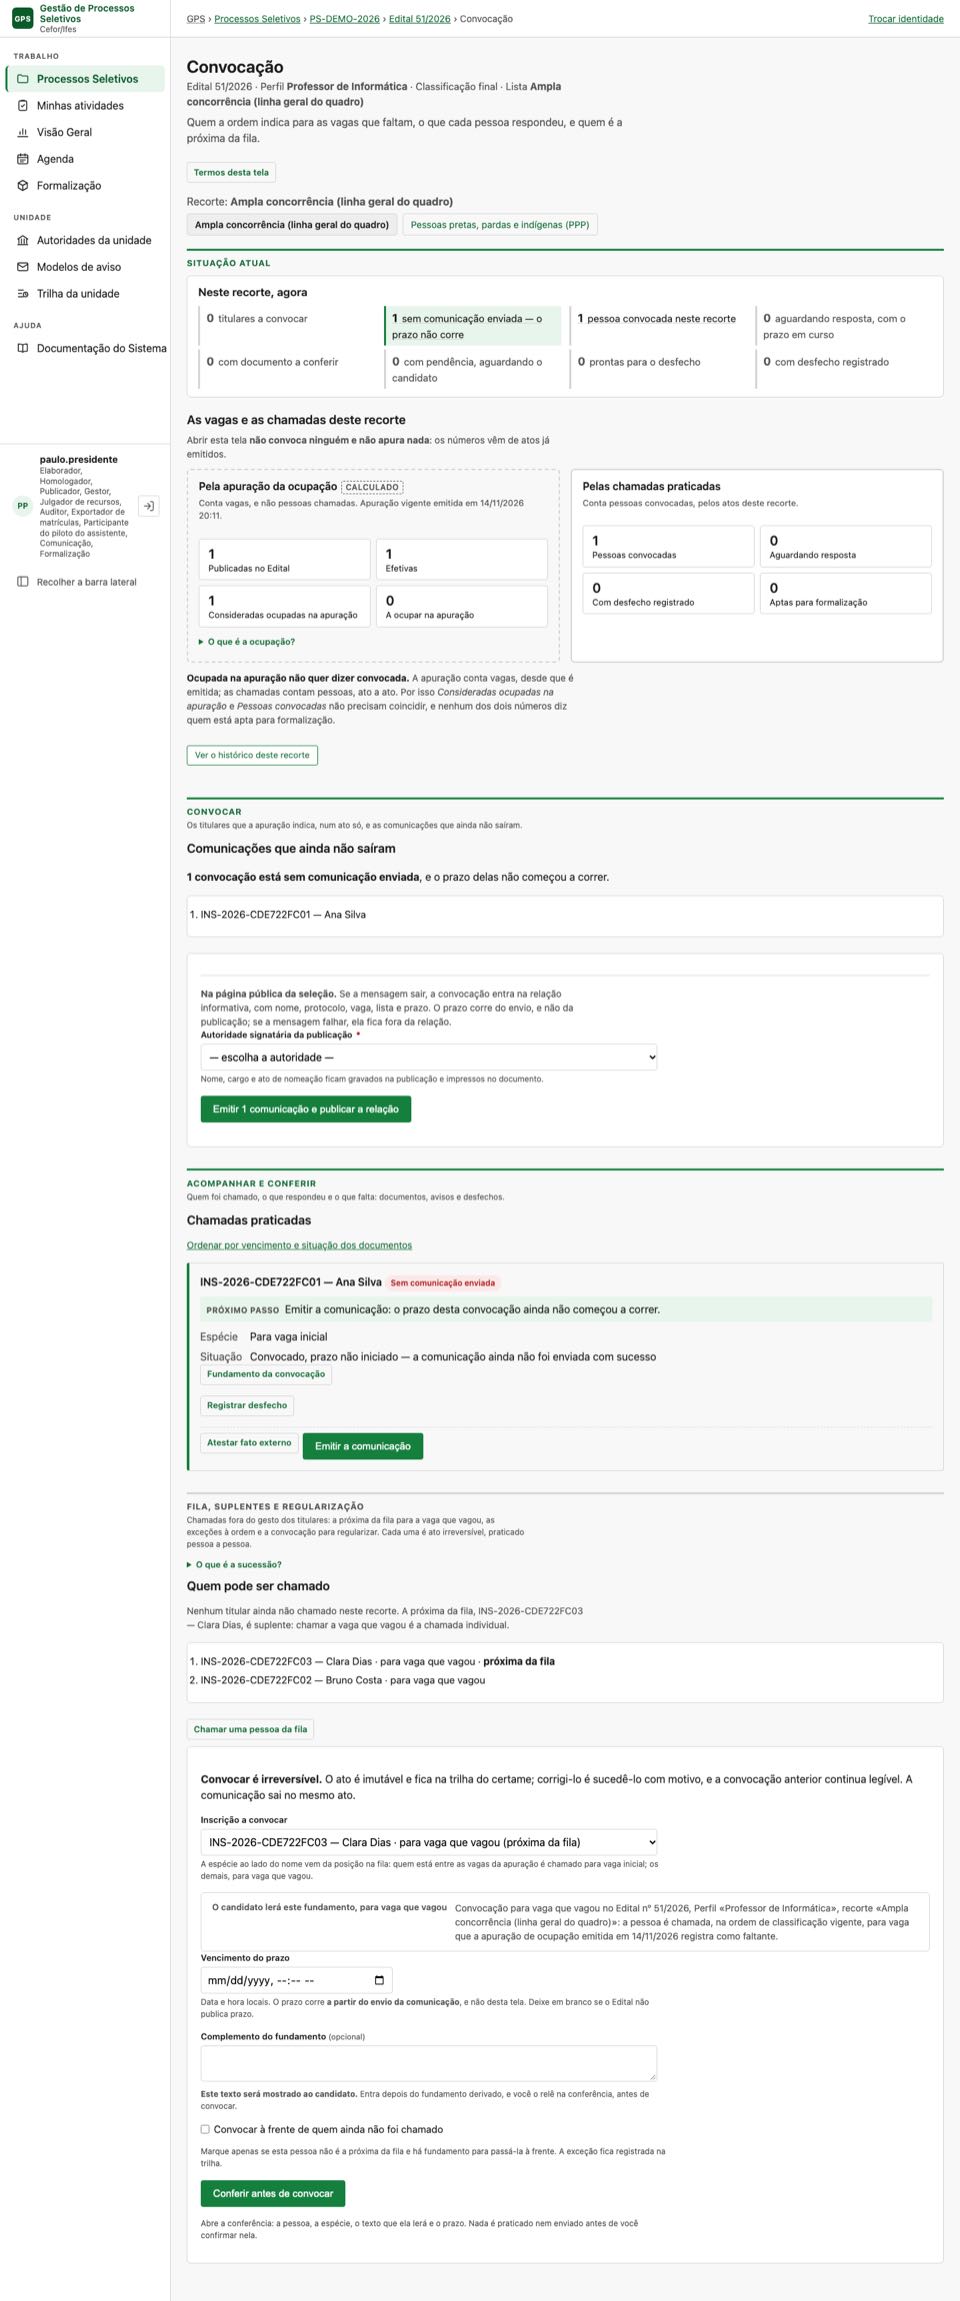 GPS
Gestão de Processos
Seletivos
Cefor/Ifes
GPS › Processos Seletivos › PS-DEMO-2026 › Edital 51/2026 › Convocação
Trocar identidade
TRABALHO
Processos Seletivos
Minhas atividades
Visão Geral
Agenda
Formalização
UNIDADE
Autoridades da unidade
Modelos de aviso
Trilha da unidade
AJUDA
Documentação do Sistema
PP
paulo.presidente
Elaborador,
Homologador,
Publicador, Gestor,
Julgador de recursos,
Auditor, Exportador de
matrículas, Participante
do piloto do assistente,
Comunicação,
Formalização
Recolher a barra lateral
Convocação
Edital 51/2026 · Perfil Professor de Informática · Classificação final · Lista Ampla
concorrência (linha geral do quadro)
Quem a ordem indica para as vagas que faltam, o que cada pessoa respondeu, e quem é a
próxima da fila.
Termos desta tela
Recorte: Ampla concorrência (linha geral do quadro)
Ampla concorrência (linha geral do quadro)
Pessoas pretas, pardas e indígenas (PPP)
SITUAÇÃO ATUAL
Neste recorte, agora
0 titulares a convocar
1 sem comunicação enviada — o
prazo não corre
1 pessoa convocada neste recorte
0 aguardando resposta, com o
prazo em curso
0 com documento a conferir
0 com pendência, aguardando o
candidato
0 prontas para o desfecho
0 com desfecho registrado
As vagas e as chamadas deste recorte
Abrir esta tela não convoca ninguém e não apura nada: os números vêm de atos já
emitidos.
Pela apuração da ocupação CALCULADO
Conta vagas, e não pessoas chamadas. Apuração vigente emitida em 14/11/2026
20:11.
1
Publicadas no Edital
1
Efetivas
1
Consideradas ocupadas na apuração
0
A ocupar na apuração
▸ O que é a ocupação?
Pelas chamadas praticadas
Conta pessoas convocadas, pelos atos deste recorte.
1
Pessoas convocadas
0
Aguardando resposta
0
Com desfecho registrado
0
Aptas para formalização
Ocupada na apuração não quer dizer convocada. A apuração conta vagas, desde que é
emitida; as chamadas contam pessoas, ato a ato. Por isso Consideradas ocupadas na
apuração e Pessoas convocadas não precisam coincidir, e nenhum dos dois números diz
quem está apta para formalização.
Ver o histórico deste recorte
CONVOCAR
Os titulares que a apuração indica, num ato só, e as comunicações que ainda não saíram.
Comunicações que ainda não saíram
1 convocação está sem comunicação enviada, e o prazo delas não começou a correr.
1. INS-2026-CDE722FC01 — Ana Silva
Na página pública da seleção. Se a mensagem sair, a convocação entra na relação
informativa, com nome, protocolo, vaga, lista e prazo. O prazo corre do envio, e não da
publicação; se a mensagem falhar, ela fica fora da relação.
Autoridade signatária da publicação *
— escolha a autoridade —
Nome, cargo e ato de nomeação ficam gravados na publicação e impressos no documento.
Emitir 1 comunicação e publicar a relação
ACOMPANHAR E CONFERIR
Quem foi chamado, o que respondeu e o que falta: documentos, avisos e desfechos.
Chamadas praticadas
Ordenar por vencimento e situação dos documentos
INS-2026-CDE722FC01 — Ana Silva Sem comunicação enviada
PRÓXIMO PASSO Emitir a comunicação: o prazo desta convocação ainda não começou a correr.
Espécie Para vaga inicial
Situação Convocado, prazo não iniciado — a comunicação ainda não foi enviada com sucesso
Fundamento da convocação
Registrar desfecho
Atestar fato externo
Emitir a comunicação
FILA, SUPLENTES E REGULARIZAÇÃO
Chamadas fora do gesto dos titulares: a próxima da fila para a vaga que vagou, as
exceções à ordem e a convocação para regularizar. Cada uma é ato irreversível, praticado
pessoa a pessoa.
▸ O que é a sucessão?
Quem pode ser chamado
Nenhum titular ainda não chamado neste recorte. A próxima da fila, INS-2026-CDE722FC03
— Clara Dias, é suplente: chamar a vaga que vagou é a chamada individual.
1. INS-2026-CDE722FC03 — Clara Dias · para vaga que vagou · próxima da fila
2. INS-2026-CDE722FC02 — Bruno Costa · para vaga que vagou
Chamar uma pessoa da fila
Convocar é irreversível. O ato é imutável e fica na trilha do certame; corrigi-lo é sucedê-lo com motivo, e a convocação anterior continua legível. A
comunicação sai no mesmo ato.
Inscrição a convocar
INS-2026-CDE722FC03 — Clara Dias · para vaga que vagou (próxima da fila)
A espécie ao lado do nome vem da posição na fila: quem está entre as vagas da apuração é chamado para vaga inicial; os
demais, para vaga que vagou.
O candidato lerá este fundamento, para vaga que vagou
Convocação para vaga que vagou no Edital nº 51/2026, Perfil «Professor de Informática», recorte «Ampla
concorrência (linha geral do quadro)»: a pessoa é chamada, na ordem de classificação vigente, para vaga
que a apuração de ocupação emitida em 14/11/2026 registra como faltante.
Vencimento do prazo
mm/dd/yyyy, --:-- --
Data e hora locais. O prazo corre a partir do envio da comunicação, e não desta tela. Deixe em branco se o Edital não
publica prazo.
Complemento do fundamento (opcional)
Este texto será mostrado ao candidato. Entra depois do fundamento derivado, e você o relê na conferência, antes de
convocar.
Convocar à frente de quem ainda não foi chamado
Marque apenas se esta pessoa não é a próxima da fila e há fundamento para passá-la à frente. A exceção fica registrada na
trilha.
Conferir antes de convocar
Abre a conferência: a pessoa, a espécie, o texto que ela lerá e o prazo. Nada é praticado nem enviado antes de você
confirmar nela.